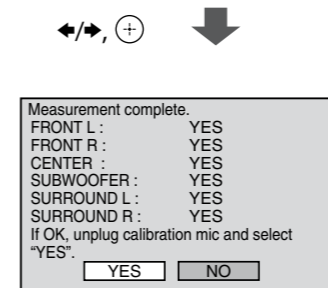 ←/→, ⊕
Measurement complete.
FRONT L : YES
FRONT R : YES
CENTER : YES
SUBWOOFER : YES
SURROUND L : YES
SURROUND R : YES
If OK, unplug calibration mic and select
“YES”.
YES NO